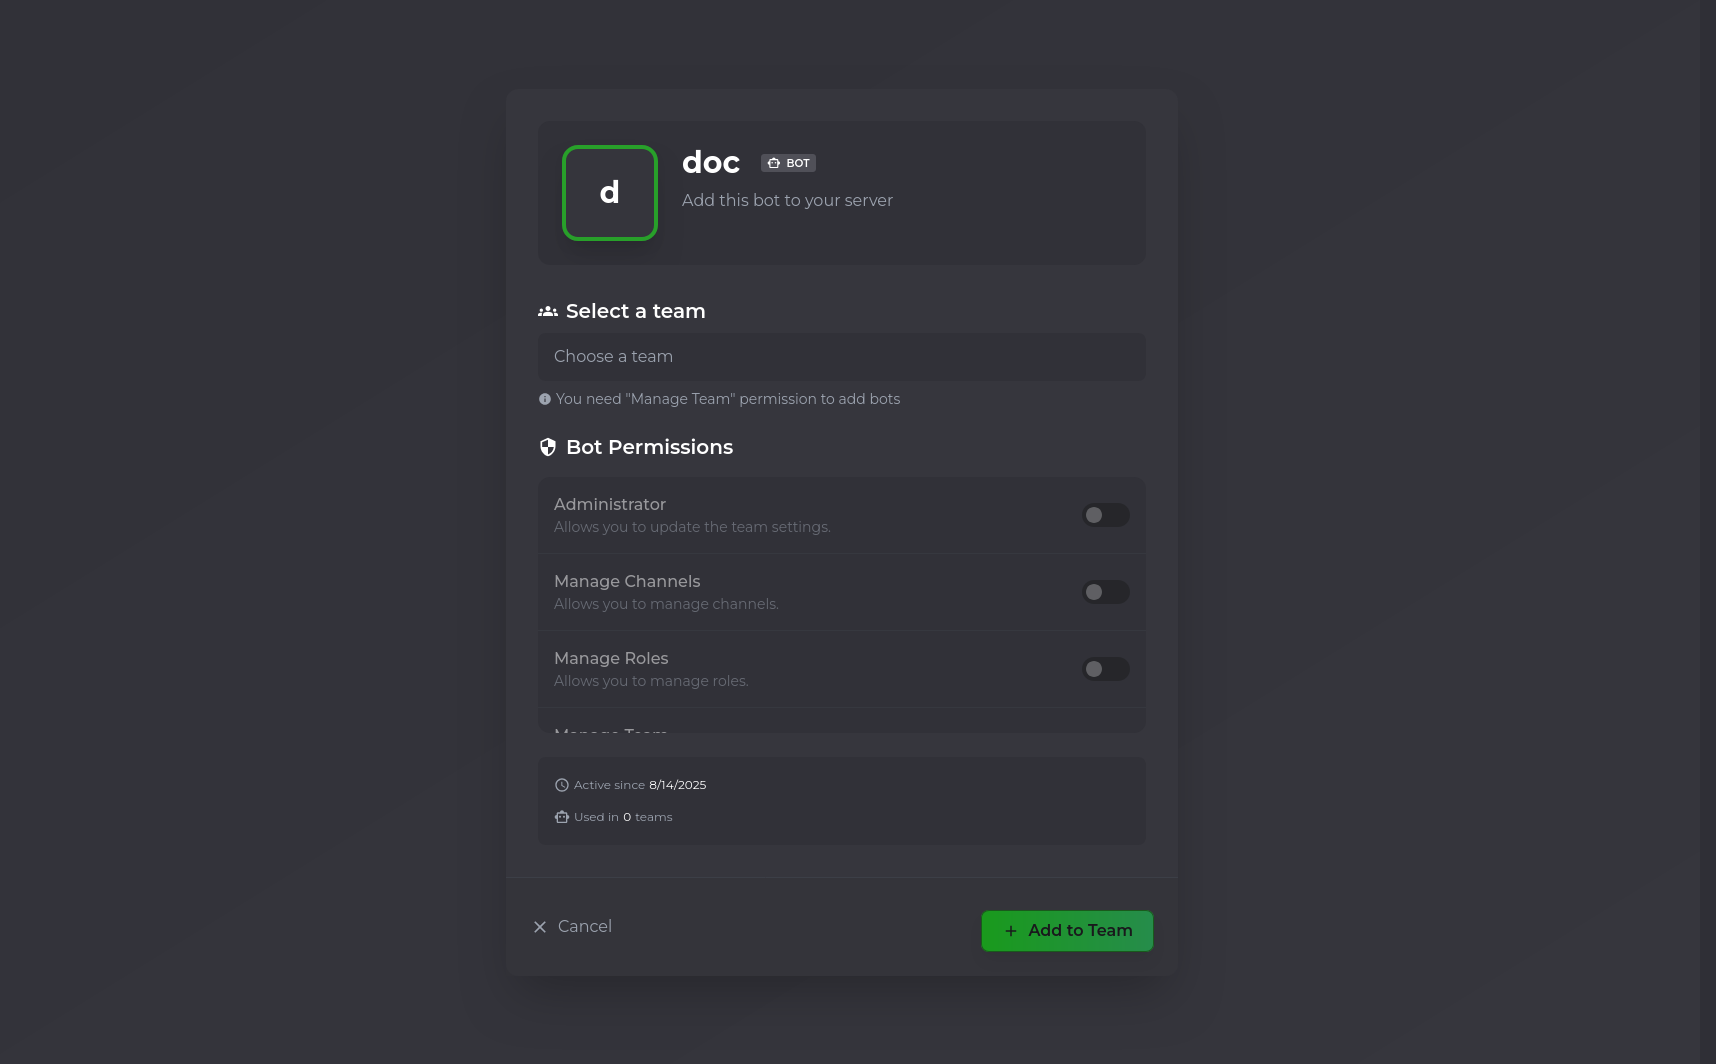 d
doc
BOT
Add this bot to your server
Select a team
Choose a team
You need "Manage Team" permission to add bots
Bot Permissions
Administrator
Allows you to update the team settings.
Manage Channels
Allows you to manage channels.
Manage Roles
Allows you to manage roles.
Manage Team
Active since 8/14/2025
Used in 0 teams
Cancel
Add to Team